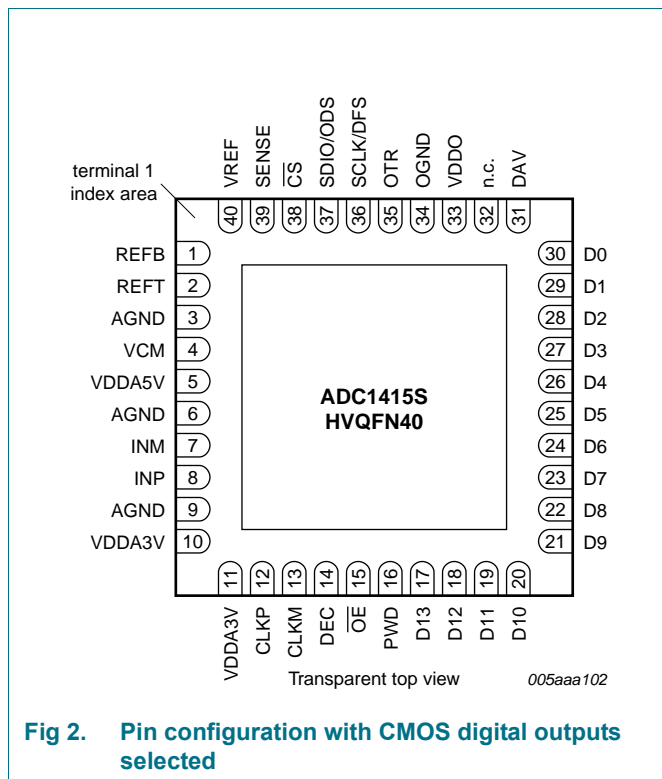 terminal 1
index area
VREF
SENSE
CS
SDIO/ODS
SCLK/DFS
OTR
OGND
VDDO
n.c.
DAV
40
39
38
37
36
35
34
33
32
31
REFB 1
REFT 2
AGND 3
VCM 4
VDDA5V 5
AGND 6
INM 7
INP 8
AGND 9
VDDA3V 10
ADC1415S
HVQFN40
30 D0
29 D1
28 D2
27 D3
26 D4
25 D5
24 D6
23 D7
22 D8
21 D9
11
12
13
14
15
16
17
18
19
20
VDDA3V
CLKP
CLKM
DEC
OE
PWD
D13
D12
D11
D10
Transparent top view 005aaa102
Fig 2. Pin configuration with CMOS digital outputs
selected